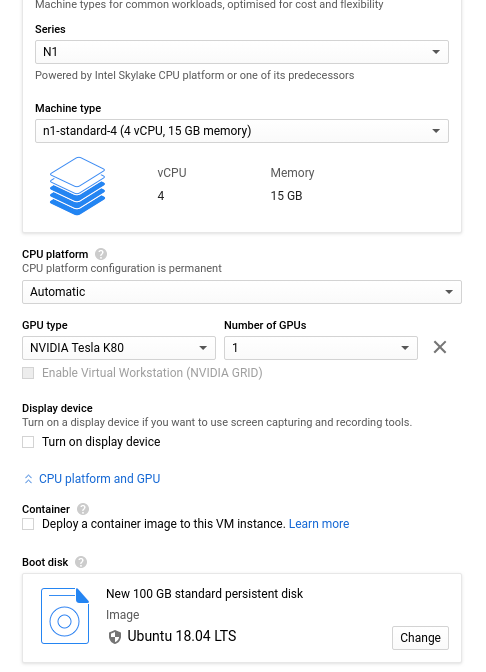 Machine types for common workloads, optimised for cost and flexibility
Series
N1
Powered by Intel Skylake CPU platform or one of its predecessors
Machine type
n1-standard-4 (4 vCPU, 15 GB memory)
vCPU Memory
4 15 GB
CPU platform ?
CPU platform configuration is permanent
Automatic
GPU type Number of GPUs
NVIDIA Tesla K80 1
Enable Virtual Workstation (NVIDIA GRID)
Display device
Turn on a display device if you want to use screen capturing and recording tools.
Turn on display device
CPU platform and GPU
Container ?
Deploy a container image to this VM instance. Learn more
Boot disk ?
New 100 GB standard persistent disk
Image
Ubuntu 18.04 LTS
Change